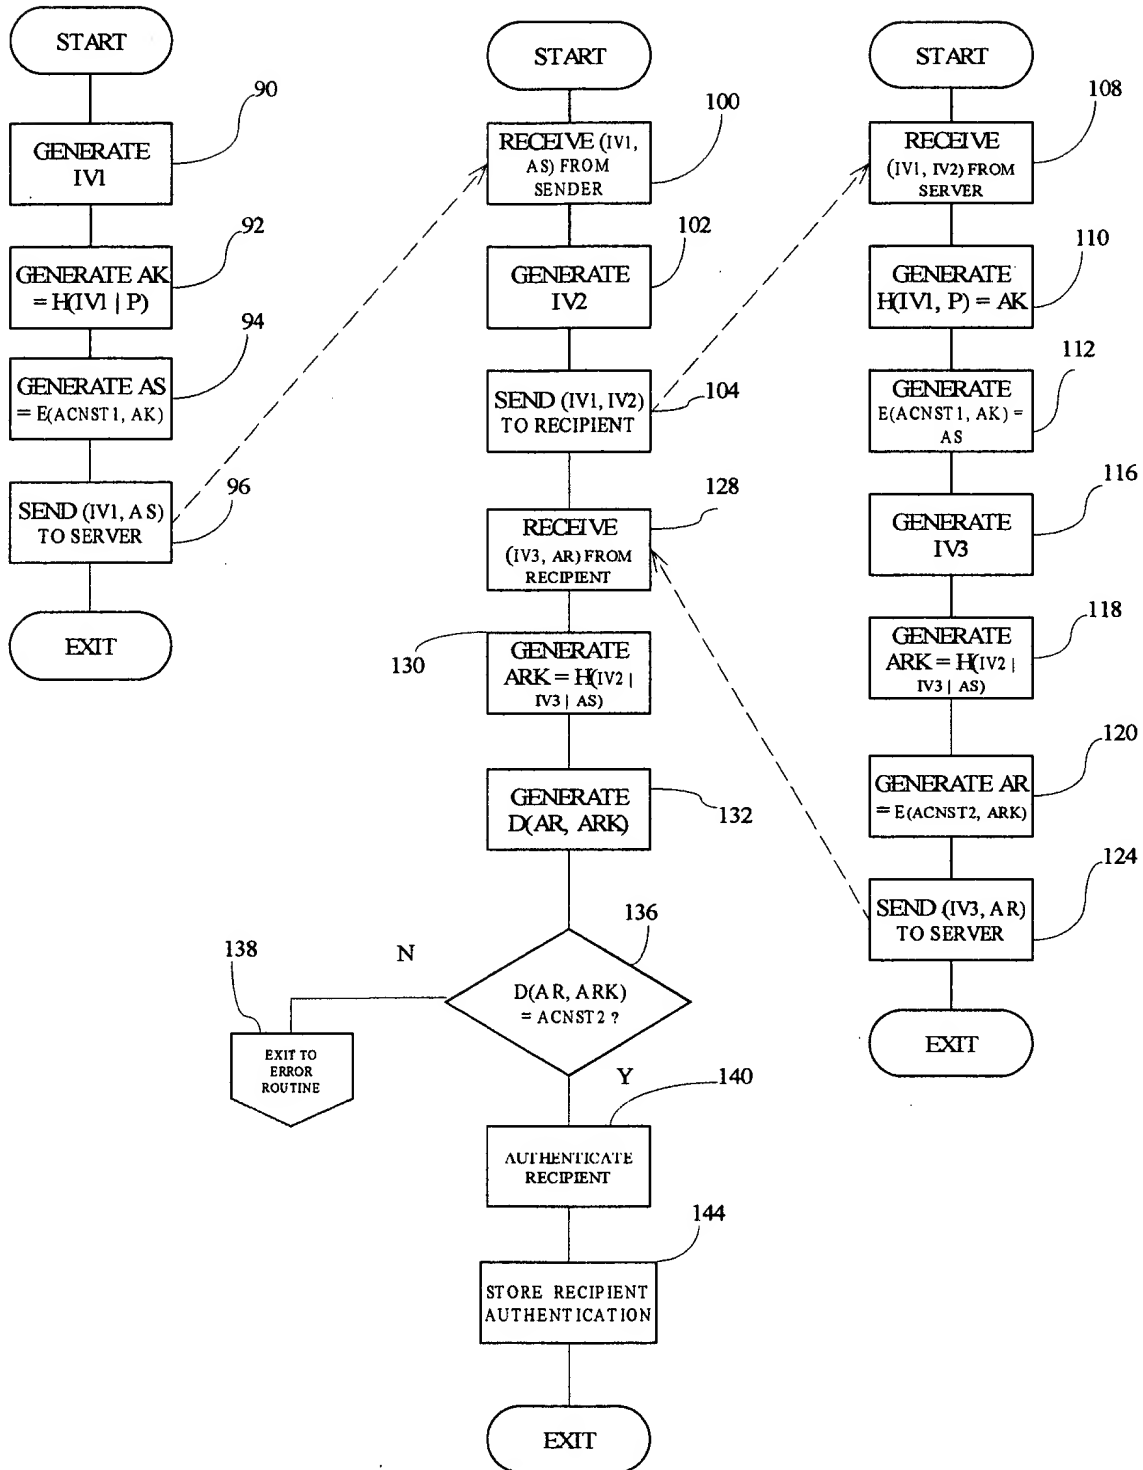 START
90
GENERATE
IV1
92
GENERATE AK
= H(IV1 | P)
94
GENERATE AS
= E(ACNST1, AK)
96
SEND (IV1, AS)
TO SERVER
EXIT
START
100
RECEIVE (IV1,
AS) FROM
SENDER
102
GENERATE
IV2
104
SEND (IV1, IV2)
TO RECIPIENT
128
RECEIVE
(IV3, AR) FROM
RECIPIENT
130
GENERATE
ARK = H(IV2 |
IV3 | AS)
132
GENERATE
D(AR, ARK)
136
D(AR, ARK)
= ACNST2 ?
N
138
EXIT TO
ERROR
ROUTINE
Y
140
AUTHENTICATE
RECIPIENT
144
STORE RECIPIENT
AUTHENTICATION
EXIT
START
108
RECEIVE
(IV1, IV2) FROM
SERVER
110
GENERATE
H(IV1, P) = AK
112
GENERATE
E(ACNST1, AK) =
AS
116
GENERATE
IV3
118
GENERATE
ARK = H(IV2 |
IV3 | AS)
120
GENERATE AR
= E(ACNST2, ARK)
124
SEND (IV3, AR)
TO SERVER
EXIT